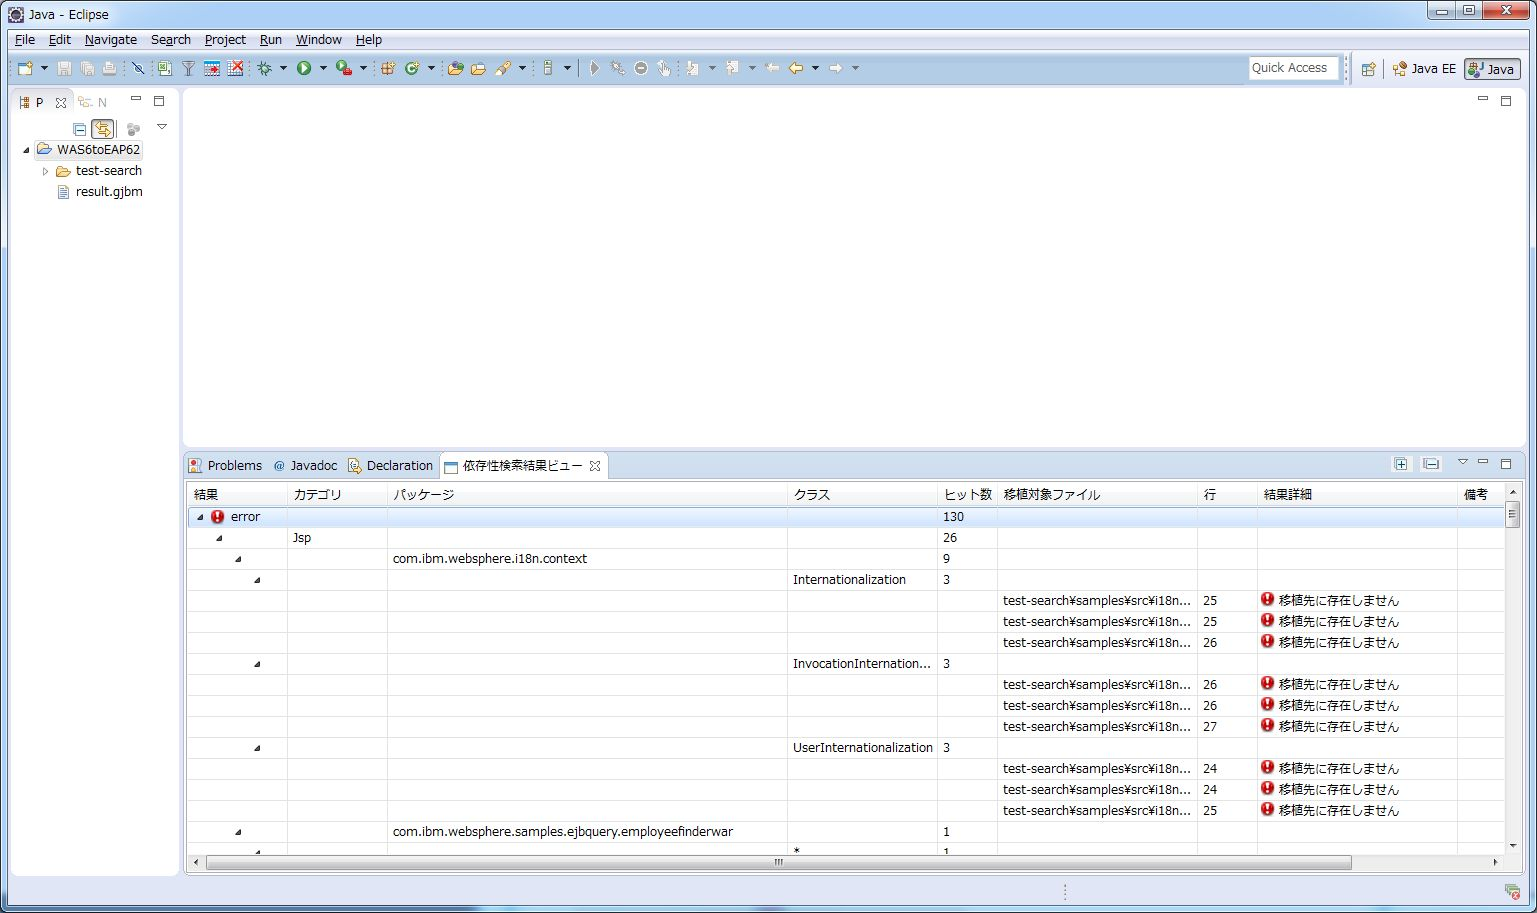 Java - Eclipse
File Edit Navigate Search Project Run Window Help
Quick Access Java EE Java
P N
WAS6toEAP62
test-search
result.gjbm
Problems @ Javadoc Declaration 依存性検索結果ビュー
結果 カテゴリ パッケージ クラス ヒット数 移植対象ファイル 行 結果詳細 備考
error 130
Jsp 26
com.ibm.websphere.i18n.context 9
Internationalization 3
test-search¥samples¥src¥i18n... 25 移植先に存在しません
test-search¥samples¥src¥i18n... 25 移植先に存在しません
test-search¥samples¥src¥i18n... 26 移植先に存在しません
InvocationInternation... 3
test-search¥samples¥src¥i18n... 26 移植先に存在しません
test-search¥samples¥src¥i18n... 26 移植先に存在しません
test-search¥samples¥src¥i18n... 27 移植先に存在しません
UserInternationalization 3
test-search¥samples¥src¥i18n... 24 移植先に存在しません
test-search¥samples¥src¥i18n... 24 移植先に存在しません
test-search¥samples¥src¥i18n... 25 移植先に存在しません
com.ibm.websphere.samples.ejbquery.employeefinderwar 1
* 1